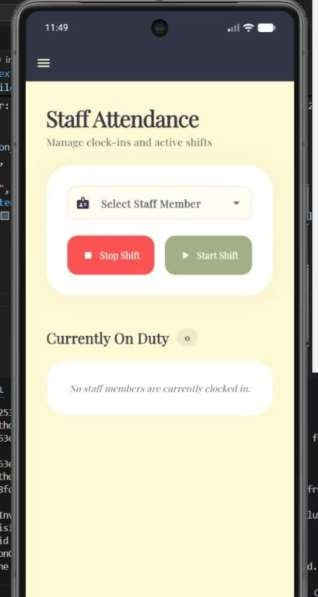 11:49
Staff Attendance
Manage clock-ins and active shifts
Select Staff Member
Stop Shift
Start Shift
Currently On Duty 0
No staff members are currently clocked in.